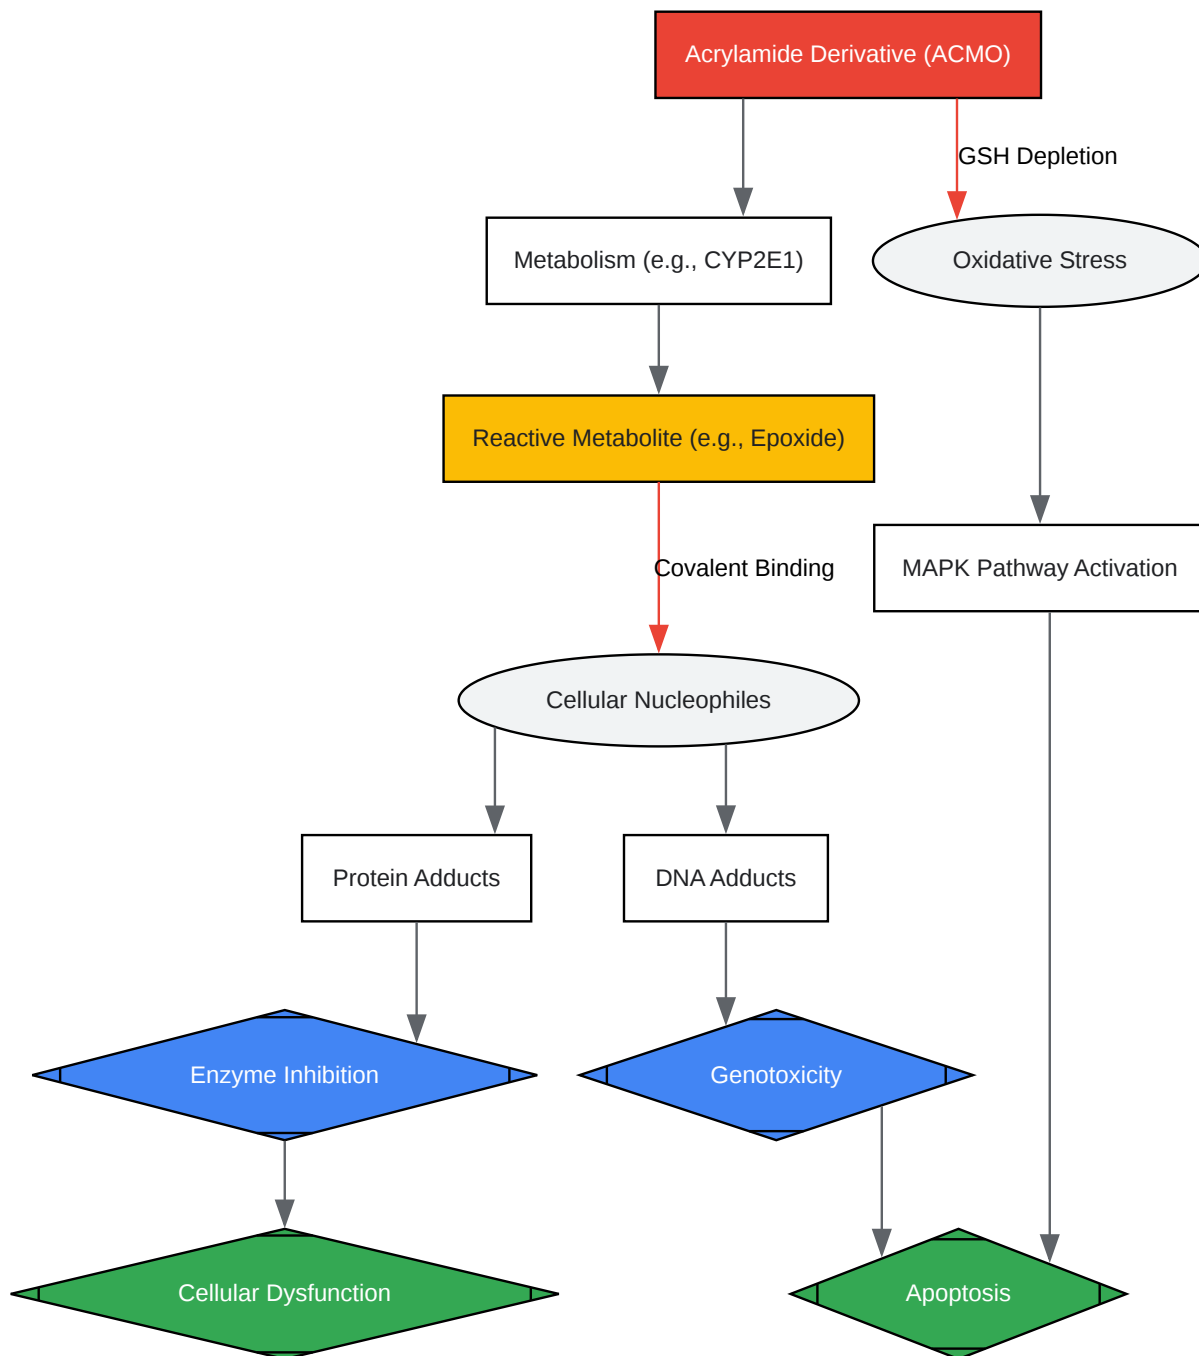 Acrylamide Derivative (ACMO)
GSH Depletion
Metabolism (e.g., CYP2E1)
Oxidative Stress
Reactive Metabolite (e.g., Epoxide)
Covalent Binding
MAPK Pathway Activation
Cellular Nucleophiles
Protein Adducts
DNA Adducts
Enzyme Inhibition
Genotoxicity
Cellular Dysfunction
Apoptosis